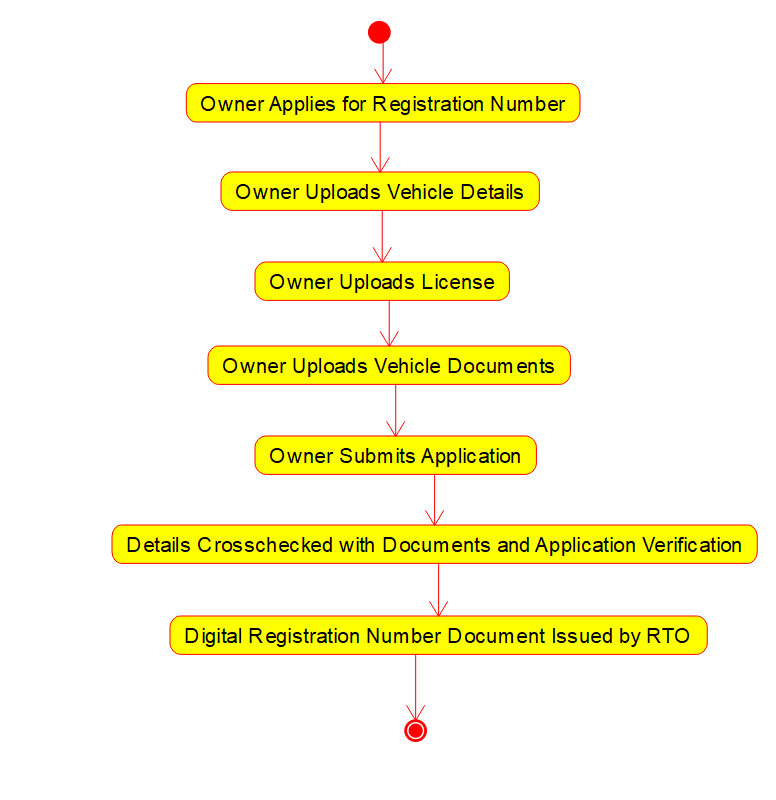 Owner Applies for Registration Number
Owner Uploads Vehicle Details
Owner Uploads License
Owner Uploads Vehicle Documents
Owner Submits Application
Details Crosschecked with Documents and Application Verification
Digital Registration Number Document Issued by RTO